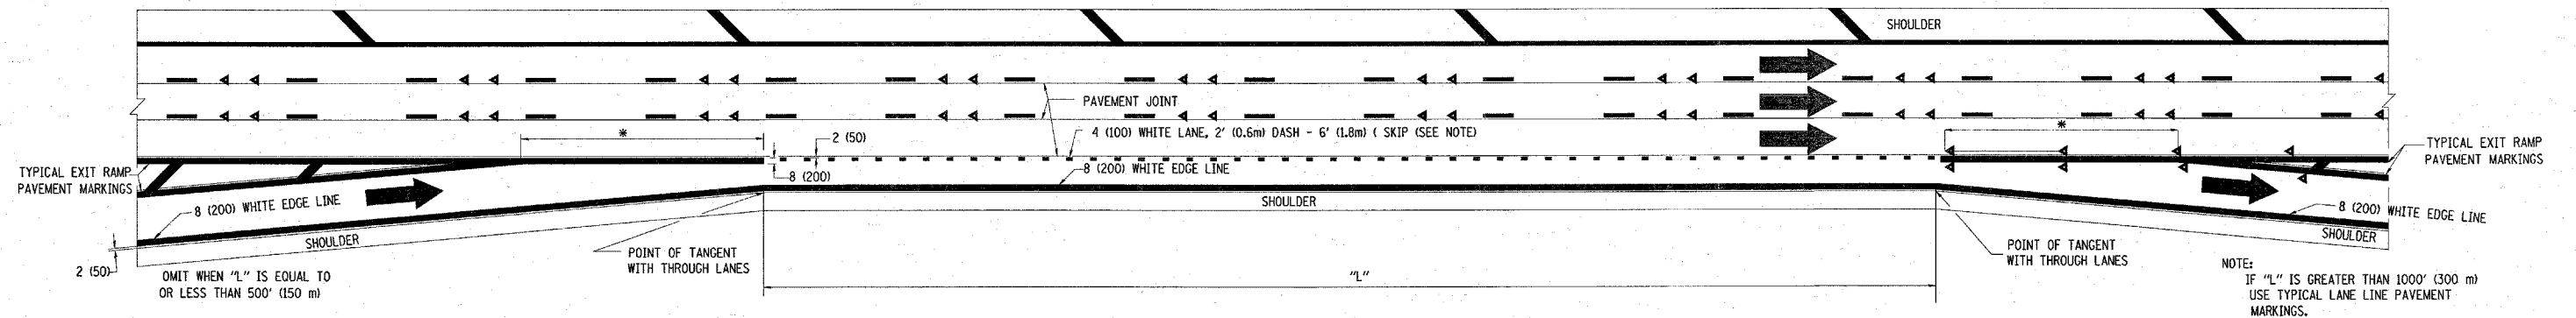 SHOULDER
PAVEMENT JOINT
*
2 (50)
4 (100) WHITE LANE, 2' (0.6m) DASH - 6' (1.8m) ( SKIP (SEE NOTE)
*
TYPICAL EXIT RAMP
PAVEMENT MARKINGS
TYPICAL EXIT RAMP
PAVEMENT MARKINGS
8 (200)
8 (200) WHITE EDGE LINE
8 (200) WHITE EDGE LINE
SHOULDER
8 (200) WHITE EDGE LINE
SHOULDER
SHOULDER
2 (50)
OMIT WHEN "L" IS EQUAL TO
OR LESS THAN 500' (150 m)
POINT OF TANGENT
WITH THROUGH LANES
"L"
POINT OF TANGENT
WITH THROUGH LANES
NOTE:
IF "L" IS GREATER THAN 1000' (300 m)
USE TYPICAL LANE LINE PAVEMENT
MARKINGS.